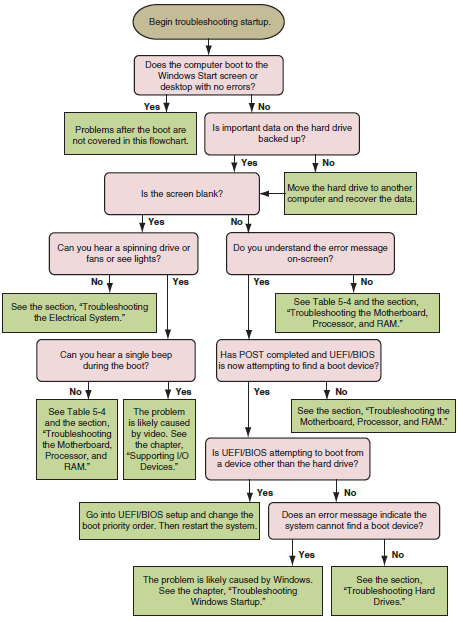 Begin troubleshooting startup.
Does the computer boot to the
Windows Start screen or
desktop with no errors?
Yes
No
Problems after the boot are
not covered in this flowchart.
Is important data on the hard drive
backed up?
Yes
No
Is the screen blank?
Move the hard drive to another
computer and recover the data.
Yes
No
Can you hear a spinning drive or
fans or see lights?
Do you understand the error message
on-screen?
No
Yes
Yes
No
See the section, “Troubleshooting
the Electrical System.”
See Table 5-4 and the section,
“Troubleshooting the Motherboard,
Processor, and RAM.”
Can you hear a single beep
during the boot?
Has POST completed and UEFI/BIOS
is now attempting to find a boot device?
No
Yes
Yes
No
See Table 5-4
and the section,
“Troubleshooting
the Motherboard,
Processor, and
RAM.”
The problem
is likely caused
by video. See
the chapter,
“Supporting I/O
Devices.”
See the section, “Troubleshooting the
Motherboard, Processor, and RAM.”
Is UEFI/BIOS attempting to boot from
a device other than the hard drive?
Yes
No
Go into UEFI/BIOS setup and change the
boot priority order. Then restart the system.
Does an error message indicate the
system cannot find a boot device?
Yes
No
The problem is likely caused by Windows.
See the chapter, “Troubleshooting
Windows Startup.”
See the section,
“Troubleshooting Hard
Drives.”